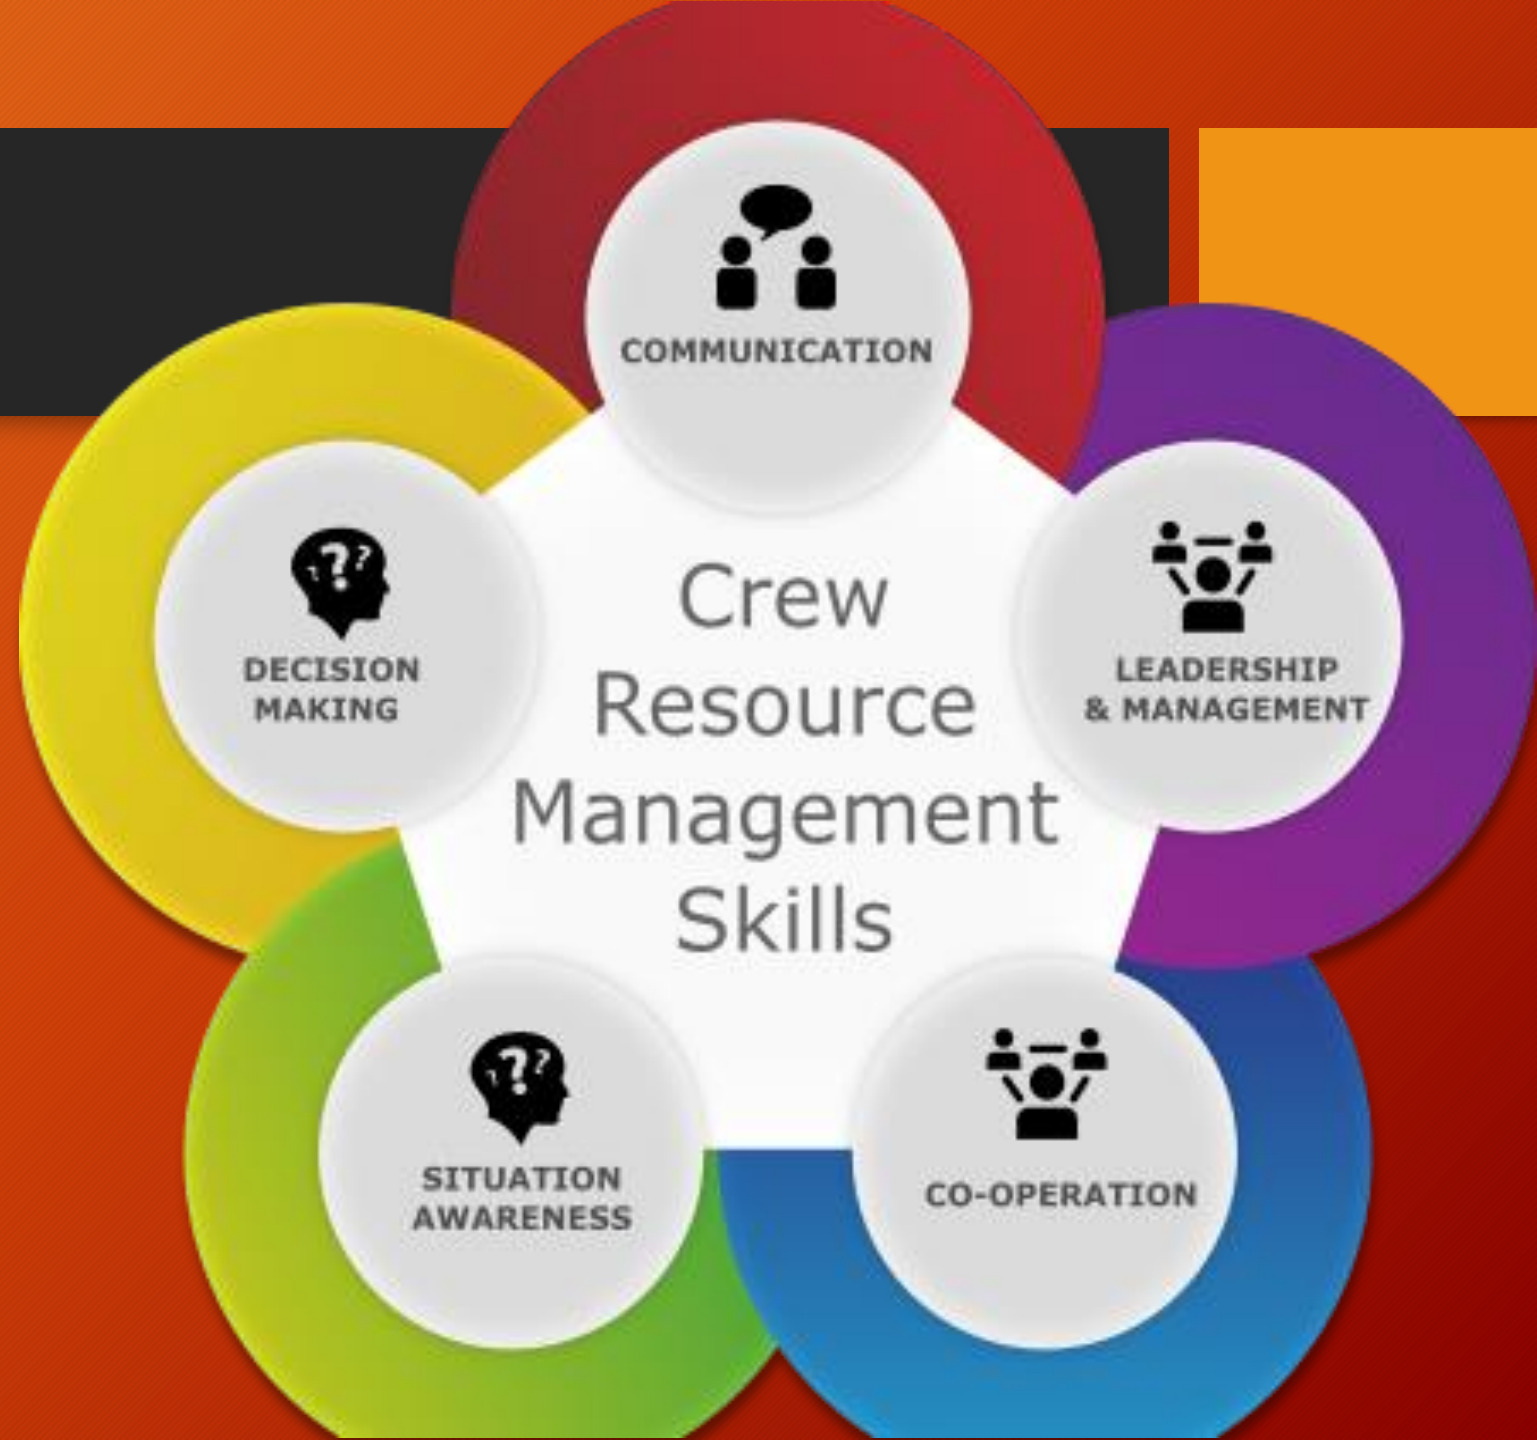 COMMUNICATION
DECISION
MAKING
LEADERSHIP
& MANAGEMENT
Crew
Resource
Management
Skills
SITUATION
AWARENESS
CO-OPERATION